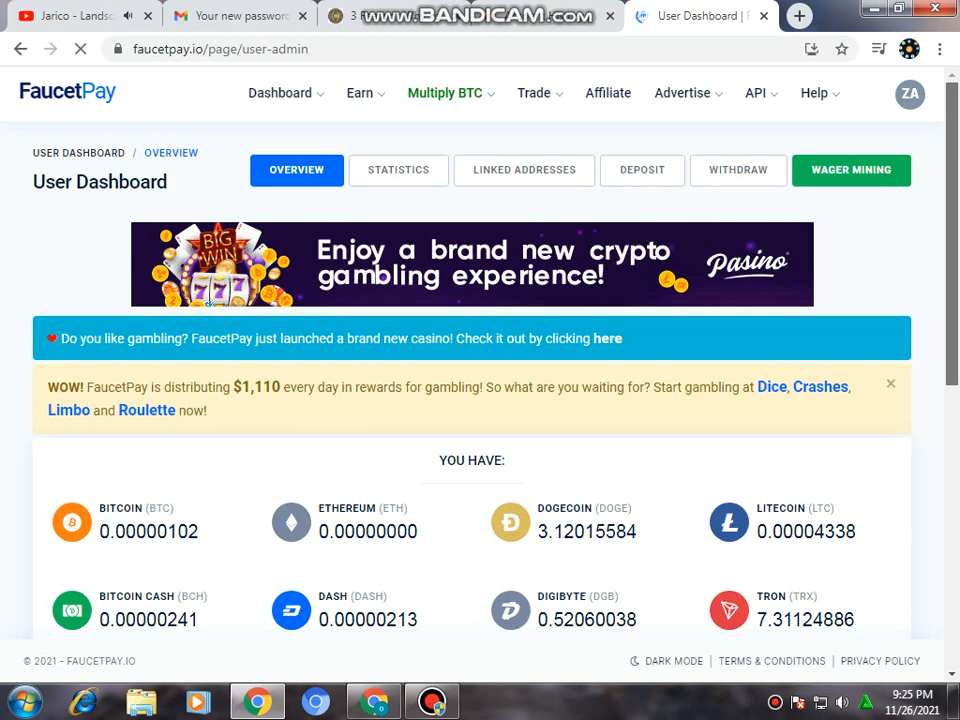 Jarico - Landsc
Your new password
3 F
WWW.BANDICAM.COM
User Dashboard | F
faucetpay.io/page/user-admin
FaucetPay
Dashboard
Earn
Multiply BTC
Trade
Affiliate
Advertise
API
Help
ZA
USER DASHBOARD / OVERVIEW
User Dashboard
OVERVIEW
STATISTICS
LINKED ADDRESSES
DEPOSIT
WITHDRAW
WAGER MINING
BIG WIN
777
Enjoy a brand new crypto
gambling experience!
Pasino
Do you like gambling? FaucetPay just launched a brand new casino! Check it out by clicking here
WOW! FaucetPay is distributing $1,110 every day in rewards for gambling! So what are you waiting for? Start gambling at Dice, Crashes,
Limbo and Roulette now!
YOU HAVE:
BITCOIN (BTC)
0.00000102
ETHEREUM (ETH)
0.00000000
DOGECOIN (DOGE)
3.12015584
LITECOIN (LTC)
0.00004338
BITCOIN CASH (BCH)
0.00000241
DASH (DASH)
0.00000213
DIGIBYTE (DGB)
0.52060038
TRON (TRX)
7.31124886
© 2021 - FAUCETPAY.IO
DARK MODE | TERMS & CONDITIONS | PRIVACY POLICY
9:25 PM
11/26/2021